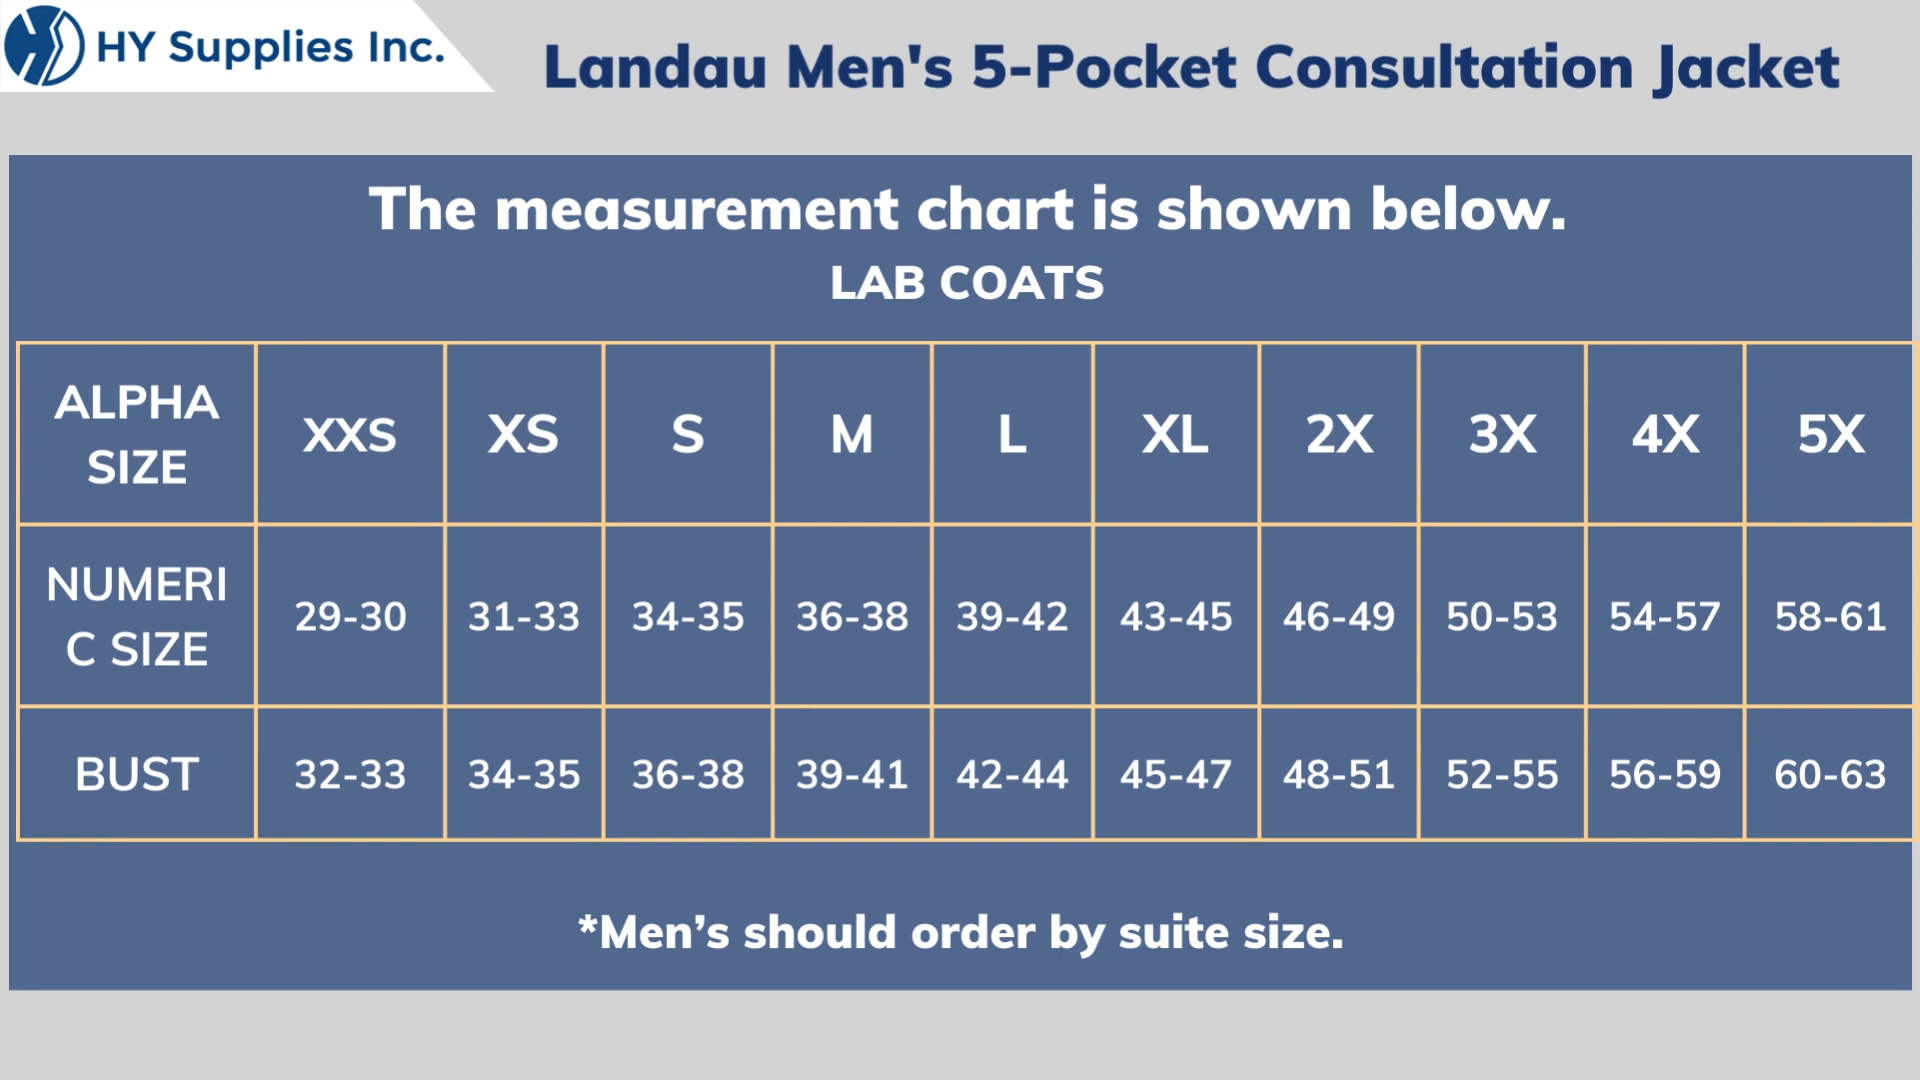 HY Supplies Inc.
Landau Men's 5-Pocket Consultation Jacket
The measurement chart is shown below.
LAB COATS
ALPHA
SIZE
XXS XS S M L XL 2X 3X 4X 5X
NUMERI
C SIZE
29-30 31-33 34-35 36-38 39-42 43-45 46-49 50-53 54-57 58-61
BUST 32-33 34-35 36-38 39-41 42-44 45-47 48-51 52-55 56-59 60-63
*Men’s should order by suite size.